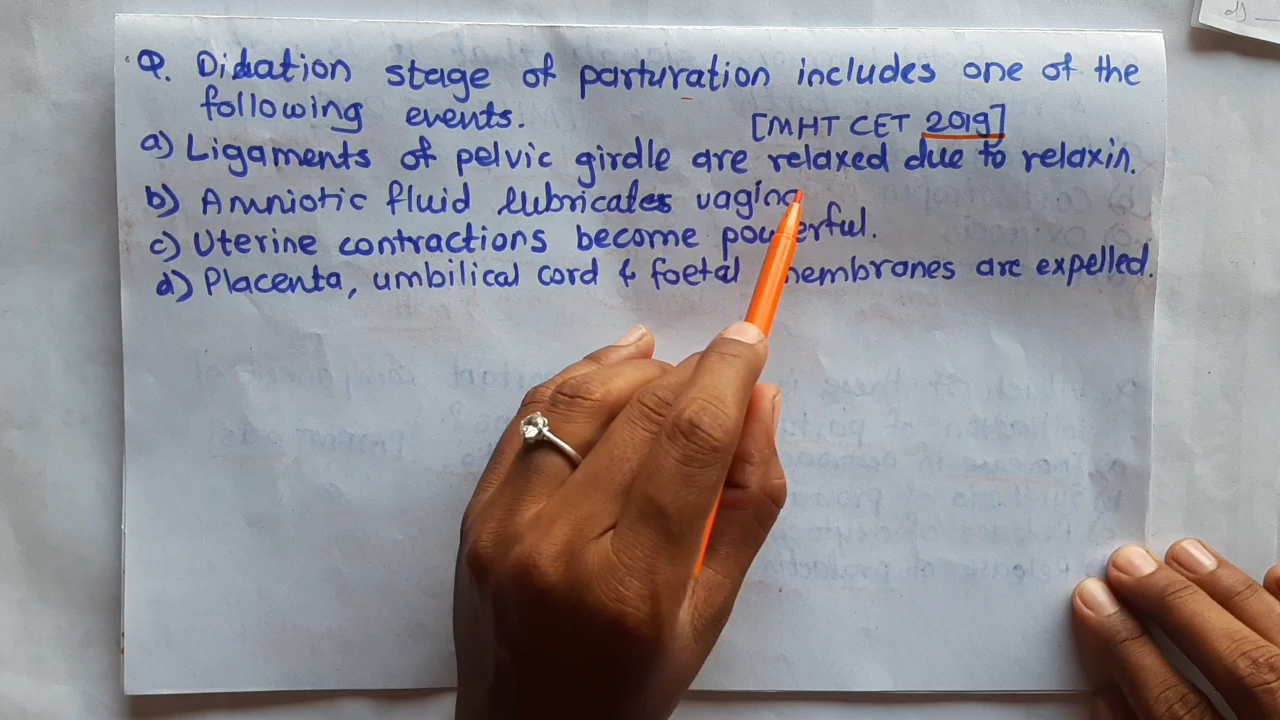 Q. Dilation stage of parturation includes one of the
following events.
[MHT CET 2019]
a) Ligaments of pelvic girdle are relaxed due to relaxin.
b) Amniotic fluid lubricates vagina
c) Uterine contractions become powerful.
d) Placenta, umbilical cord & foetal membranes are expelled.